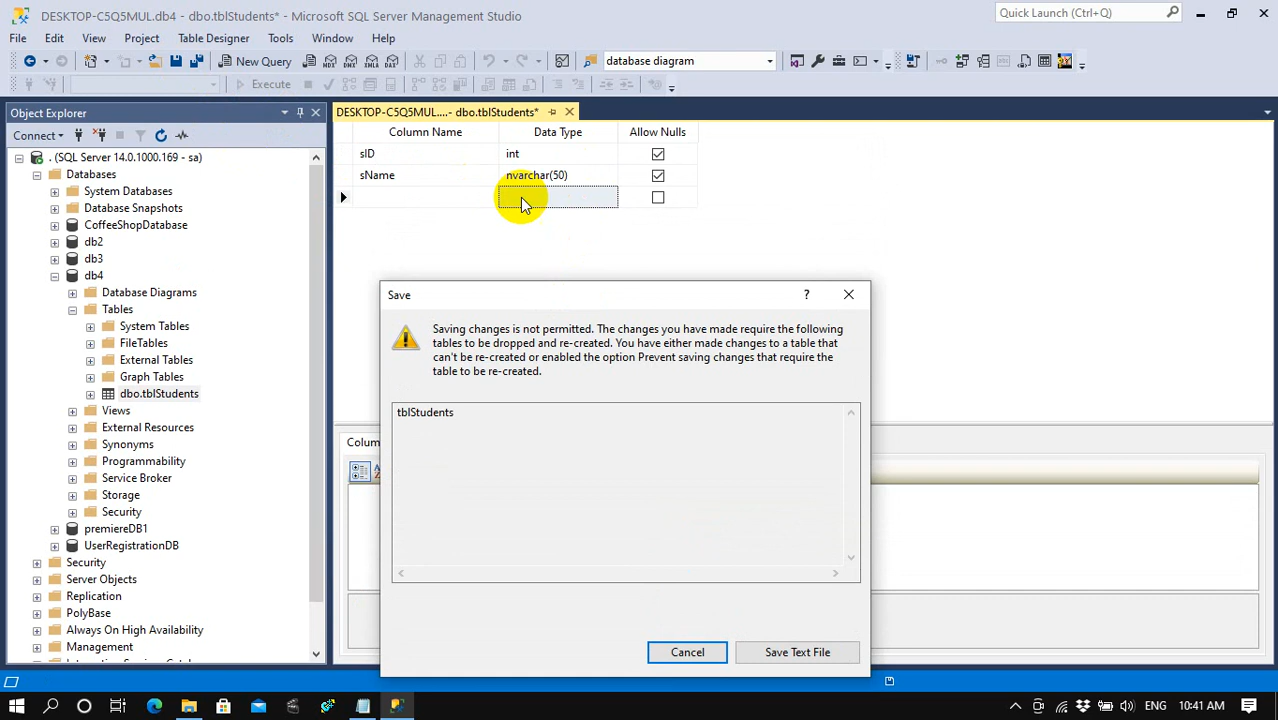 DESKTOP-C5Q5MUL.db4 - dbo.tblStudents* - Microsoft SQL Server Management Studio
Quick Launch (Ctrl+Q)
File Edit View Project Table Designer Tools Window Help
New Query MDX DMX XMLA DAX database diagram
Execute
Object Explorer
DESKTOP-C5Q5MUL....- dbo.tblStudents*
Connect
Column Name Data Type Allow Nulls
sID int
sName nvarchar(50)
. (SQL Server 14.0.1000.169 - sa)
Databases
System Databases
Database Snapshots
CoffeeShopDatabase
db2
db3
db4
Database Diagrams
Tables
System Tables
FileTables
External Tables
Graph Tables
dbo.tblStudents
Views
External Resources
Synonyms
Programmability
Service Broker
Storage
Security
premiereDB1
UserRegistrationDB
Security
Server Objects
Replication
PolyBase
Always On High Availability
Management
Save
Saving changes is not permitted. The changes you have made require the following
tables to be dropped and re-created. You have either made changes to a table that
can't be re-created or enabled the option Prevent saving changes that require the
table to be re-created.
tblStudents
Colum
Cancel Save Text File
ENG 10:41 AM